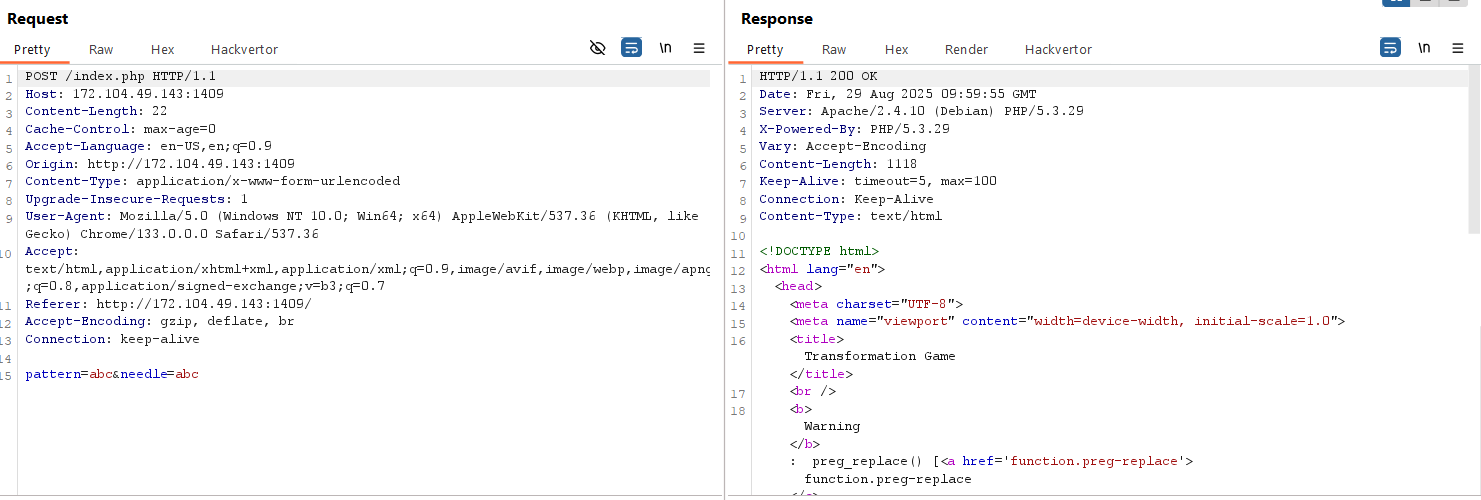 Request
Pretty Raw Hex Hackvertor \n
1 POST /index.php HTTP/1.1
2 Host: 172.104.49.143:1409
3 Content-Length: 22
4 Cache-Control: max-age=0
5 Accept-Language: en-US,en;q=0.9
6 Origin: http://172.104.49.143:1409
7 Content-Type: application/x-www-form-urlencoded
8 Upgrade-Insecure-Requests: 1
9 User-Agent: Mozilla/5.0 (Windows NT 10.0; Win64; x64) AppleWebKit/537.36 (KHTML, like
Gecko) Chrome/133.0.0.0 Safari/537.36
10 Accept:
text/html,application/xhtml+xml,application/xml;q=0.9,image/avif,image/webp,image/apng
;q=0.8,application/signed-exchange;v=b3;q=0.7
11 Referer: http://172.104.49.143:1409/
12 Accept-Encoding: gzip, deflate, br
13 Connection: keep-alive
14
15 pattern=abc&needle=abc
Response
Pretty Raw Hex Render Hackvertor \n
1 HTTP/1.1 200 OK
2 Date: Fri, 29 Aug 2025 09:59:55 GMT
3 Server: Apache/2.4.10 (Debian) PHP/5.3.29
4 X-Powered-By: PHP/5.3.29
5 Vary: Accept-Encoding
6 Content-Length: 1118
7 Keep-Alive: timeout=5, max=100
8 Connection: Keep-Alive
9 Content-Type: text/html
10
11 <!DOCTYPE html>
12 <html lang="en">
13 <head>
14 <meta charset="UTF-8">
15 <meta name="viewport" content="width=device-width, initial-scale=1.0">
16 <title>
Transformation Game
</title>
17 <br />
18 <b>
Warning
</b>
: preg_replace() [<a href='function.preg-replace'>
function.preg-replace